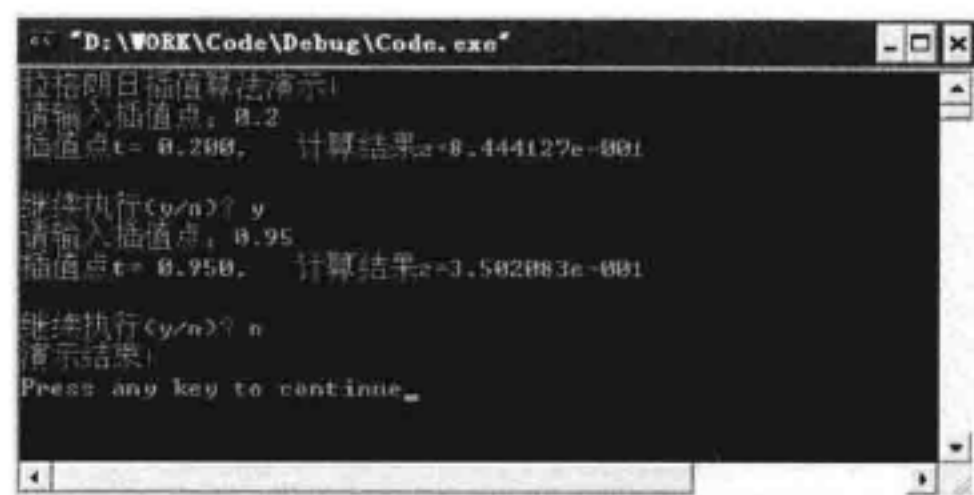 "D:\WORK\Code\Debug\Code.exe"
拉格朗日插值算法演示!
请输入插值点: 0.2
插值点t= 0.200, 计算结果z=8.444127e-001
继续执行(y/n)? y
请输入插值点: 0.95
插值点t= 0.950, 计算结果z=3.502083e-001
继续执行(y/n)? n
演示结束!
Press any key to continue